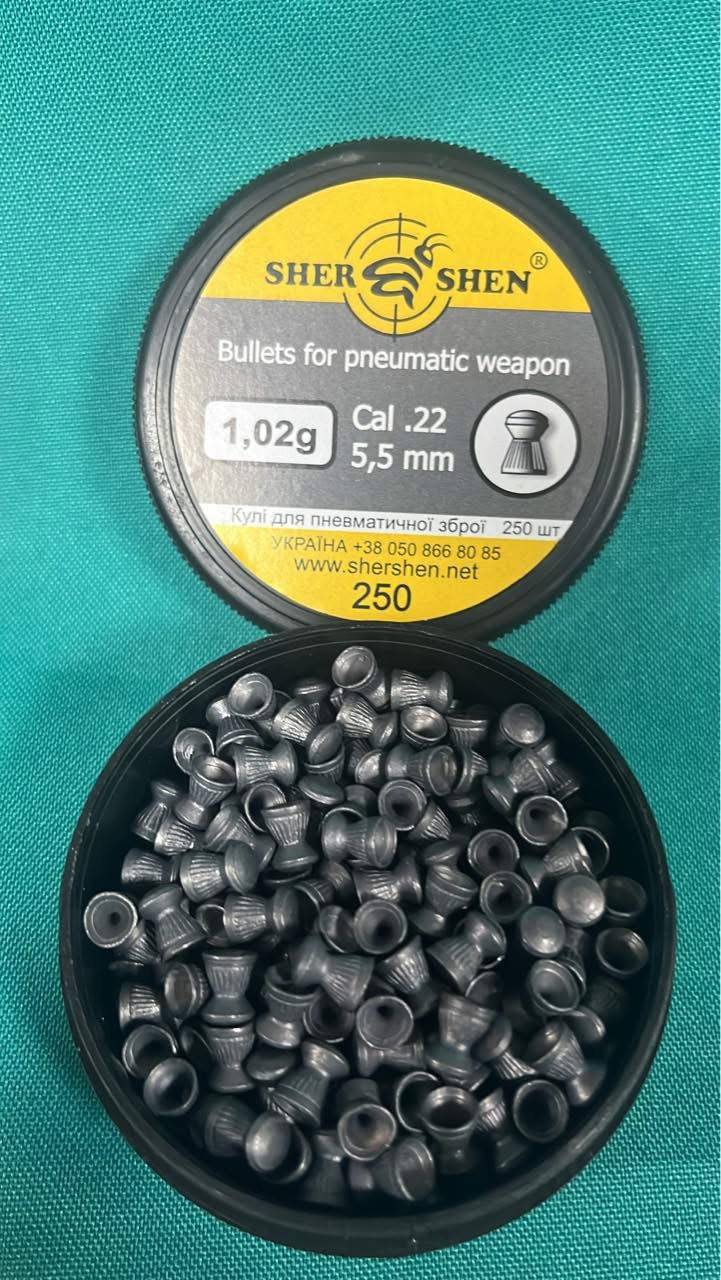 SHER SHEN ®
Bullets for pneumatic weapon
1,02g
Cal .22
5,5 mm
Кулі для пневматичної зброї 250 шт
УКРАЇНА +38 050 866 80 85
www.shershen.net
250